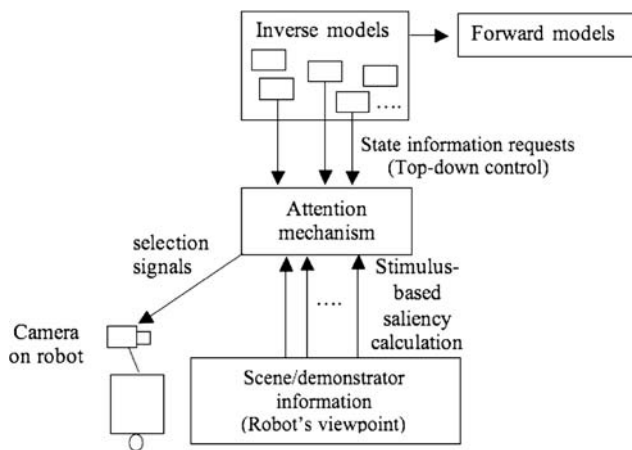 Inverse models
Forward models
....
State information requests
(Top-down control)
Attention
mechanism
selection
signals
Stimulus-
based
saliency
calculation
....
Camera
on robot
Scene/demonstrator
information
(Robot's viewpoint)